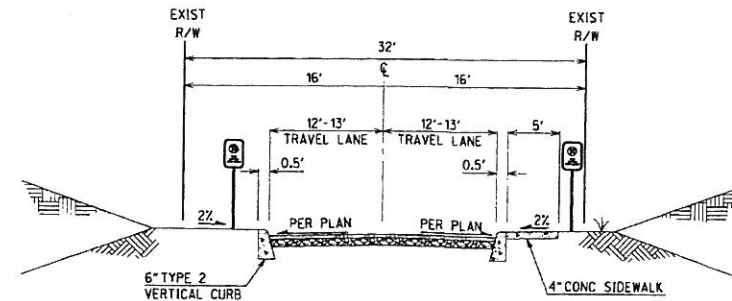 EXIST
R/W
EXIST
R/W
32'
℄
16'
16'
12'-13'
TRAVEL LANE
12'-13'
TRAVEL LANE
5'
0.5'
0.5'
2%
PER PLAN
PER PLAN
2%
6" TYPE 2
VERTICAL CURB
4" CONC SIDEWALK